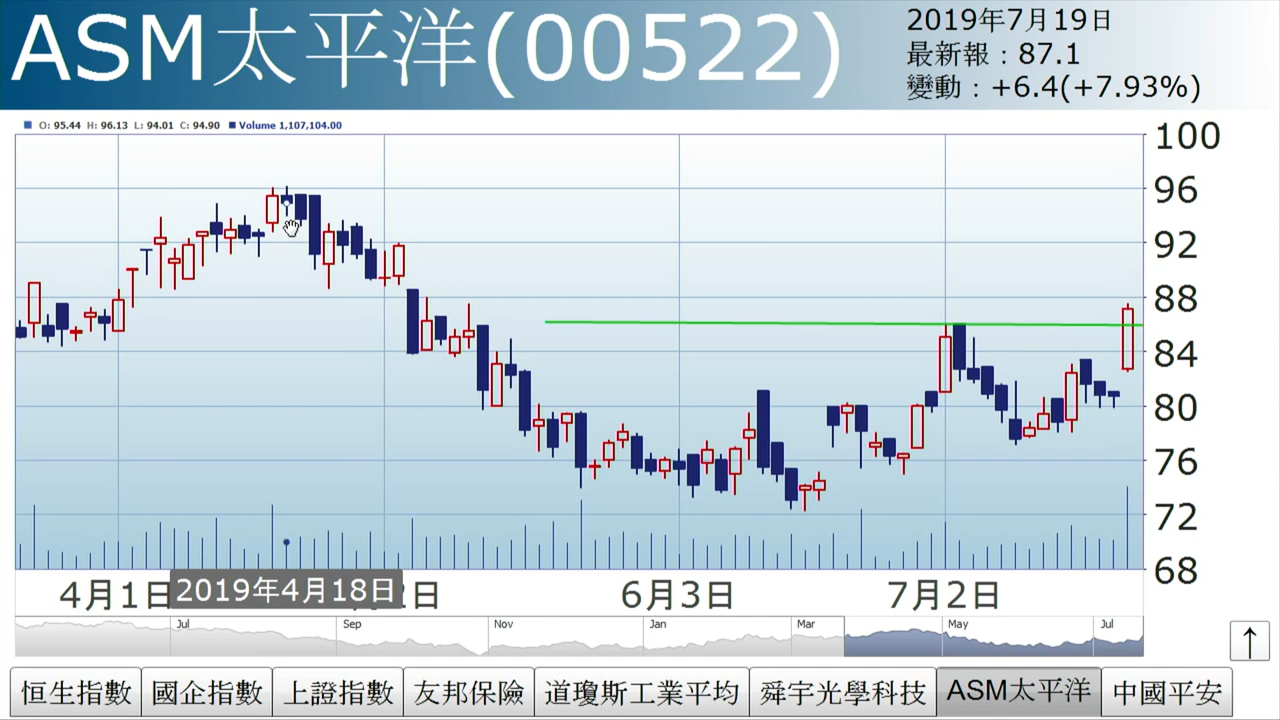 ASM太平洋(00522)
2019年7月19日
最新報：87.1
變動：+6.4(+7.93%)
O: 95.44 H: 96.13 L: 94.01 C: 94.90 Volume 1,107,104.00
100
96
92
88
84
80
76
72
68
4月1日 2019年4月18日 2日 6月3日 7月2日
Jul Sep Nov Jan Mar May Jul
↑
恒生指數 國企指數 上證指數 友邦保險 道瓊斯工業平均 舜宇光學科技 ASM太平洋 中國平安